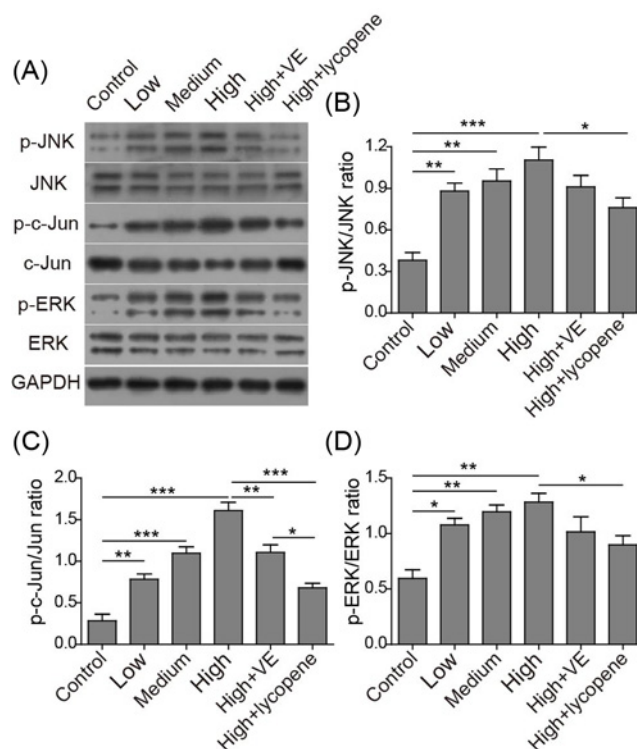 (A)
Control
Low
Medium
High
High+VE
High+lycopene
p-JNK
JNK
p-c-Jun
c-Jun
p-ERK
ERK
GAPDH
(B)
p-JNK/JNK ratio
1.2
0.9
0.6
0.3
0.0
***
*
**
**
Control
Low
Medium
High
High+VE
High+lycopene
(C)
p-c-Jun/Jun ratio
2.0
1.5
1.0
0.5
0.0
***
***
**
***
*
**
Control
Low
Medium
High
High+VE
High+lycopene
(D)
p-ERK/ERK ratio
1.5
1.0
0.5
0.0
**
*
**
*
Control
Low
Medium
High
High+VE
High+lycopene